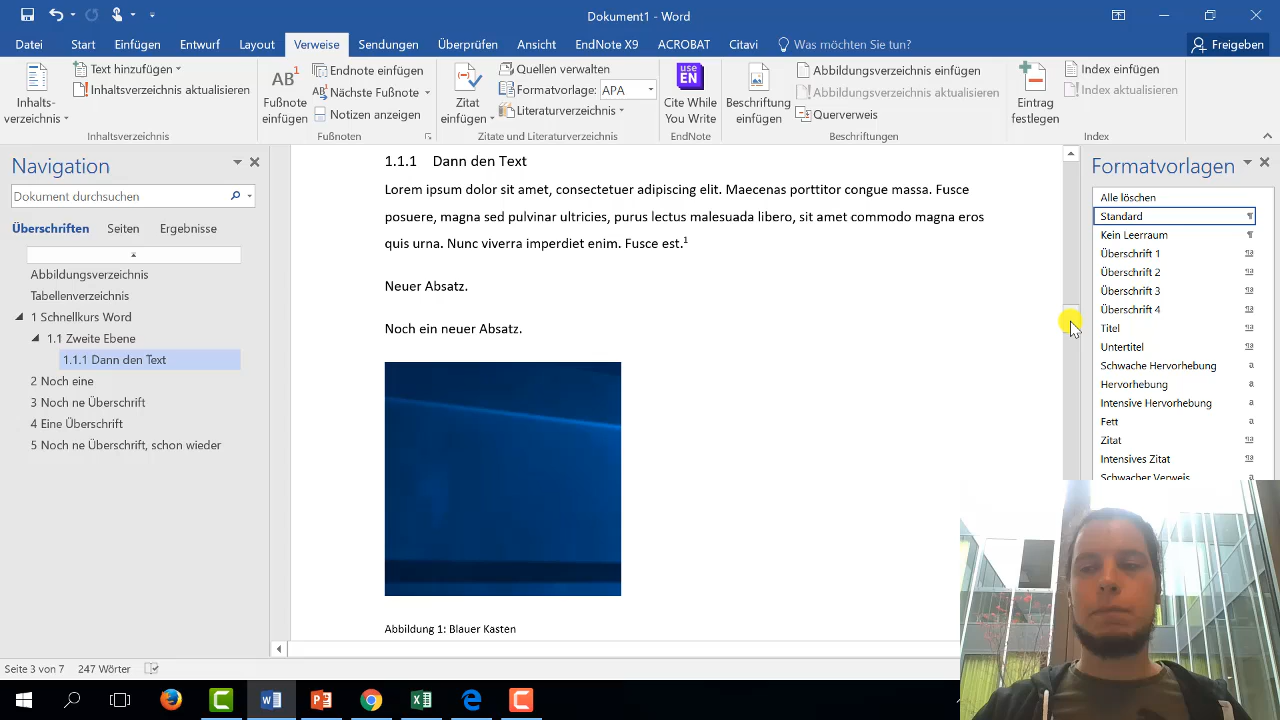 Dokument1 - Word
Datei Start Einfügen Entwurf Layout Verweise Sendungen Überprüfen Ansicht EndNote X9 ACROBAT Citavi Was möchten Sie tun? Freigeben
Inhalts-
verzeichnis
Text hinzufügen
Inhaltsverzeichnis aktualisieren
Inhaltsverzeichnis
AB¹
Fußnote
einfügen
Endnote einfügen
Nächste Fußnote
Notizen anzeigen
Fußnoten
Zitat
einfügen
Quellen verwalten
Formatvorlage: APA
Literaturverzeichnis
Zitate und Literaturverzeichnis
use
EN
Cite While
You Write
EndNote
Beschriftung
einfügen
Abbildungsverzeichnis einfügen
Abbildungsverzeichnis aktualisieren
Querverweis
Beschriftungen
Eintrag
festlegen
Index einfügen
Index aktualisieren
Index
Navigation
Dokument durchsuchen
Überschriften Seiten Ergebnisse
Abbildungsverzeichnis
Tabellenverzeichnis
1 Schnellkurs Word
1.1 Zweite Ebene
1.1.1 Dann den Text
2 Noch eine
3 Noch ne Überschrift
4 Eine Überschrift
5 Noch ne Überschrift, schon wieder
1.1.1 Dann den Text
Lorem ipsum dolor sit amet, consectetuer adipiscing elit. Maecenas porttitor congue massa. Fusce
posuere, magna sed pulvinar ultricies, purus lectus malesuada libero, sit amet commodo magna eros
quis urna. Nunc viverra imperdiet enim. Fusce est.¹
Neuer Absatz.
Noch ein neuer Absatz.
Abbildung 1: Blauer Kasten
Formatvorlagen
Alle löschen
Standard ¶
Kein Leerraum ¶
Überschrift 1 ¶a
Überschrift 2 ¶a
Überschrift 3 ¶a
Überschrift 4 ¶a
Titel ¶a
Untertitel ¶a
Schwache Hervorhebung a
Hervorhebung a
Intensive Hervorhebung a
Fett a
Zitat ¶a
Intensives Zitat ¶a
Schwacher Verweis a
Seite 3 von 7 247 Wörter